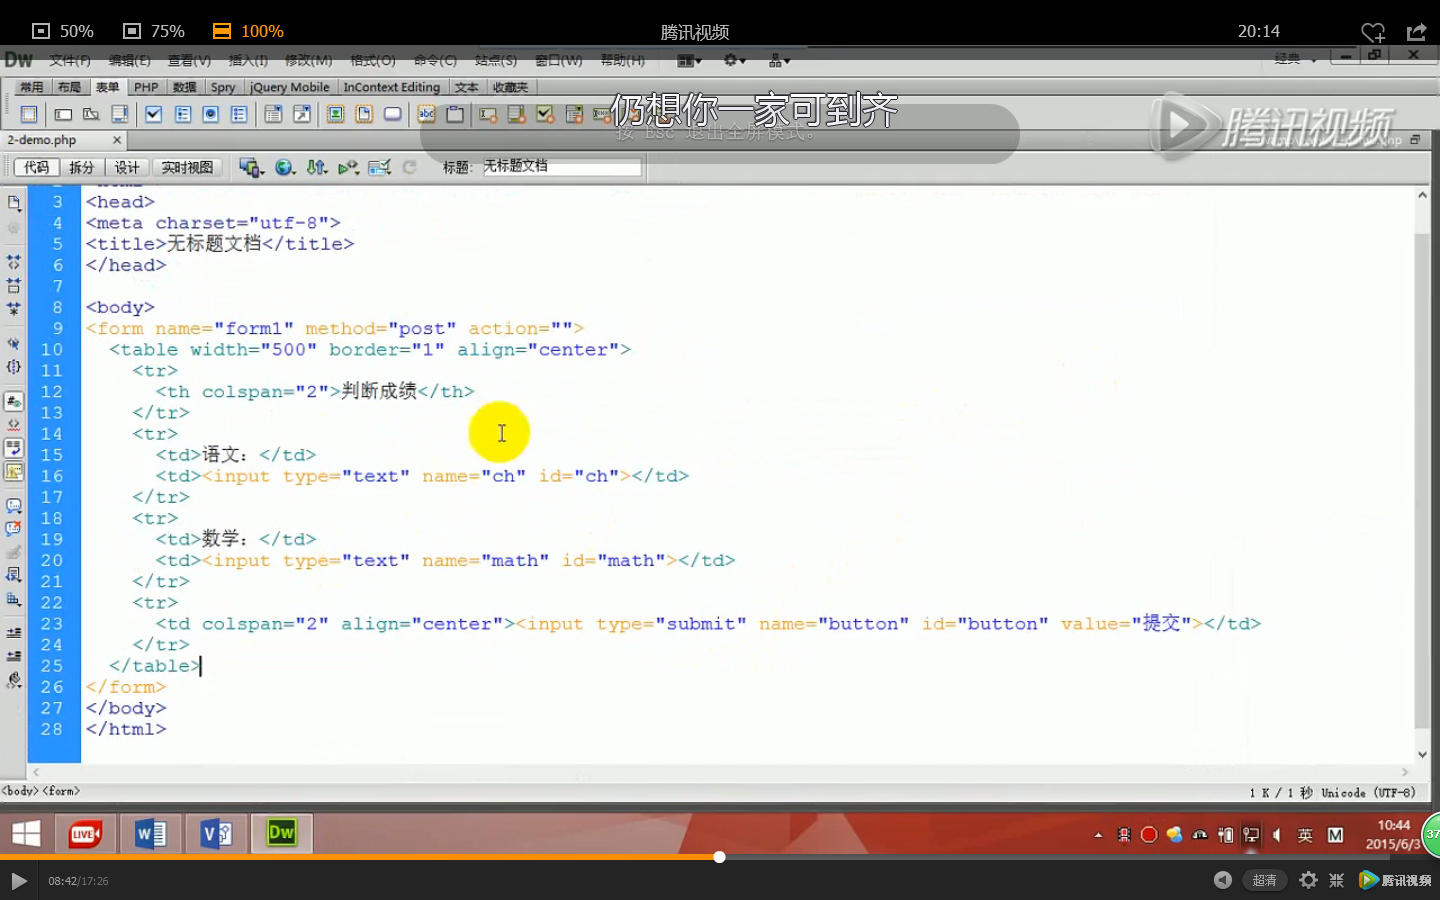 50% 75% 100% 腾讯视频 20:14
Dw 文件(F) 编辑(E) 查看(V) 插入(I) 修改(M) 格式(O) 命令(C) 站点(S) 窗口(W) 帮助(H) 经典
常用 布局 表单 PHP 数据 Spry jQuery Mobile InContext Editing 文本 收藏夹
仍想你一家可到齐
按 Esc 退出全屏模式。
腾讯视频
2-demo.php
代码 拆分 设计 实时视图 标题: 无标题文档
3 <head>
4 <meta charset="utf-8">
5 <title>无标题文档</title>
6 </head>
7
8 <body>
9 <form name="form1" method="post" action="">
10 <table width="500" border="1" align="center">
11 <tr>
12 <th colspan="2">判断成绩</th>
13 </tr>
14 <tr>
15 <td>语文：</td>
16 <td><input type="text" name="ch" id="ch"></td>
17 </tr>
18 <tr>
19 <td>数学：</td>
20 <td><input type="text" name="math" id="math"></td>
21 </tr>
22 <tr>
23 <td colspan="2" align="center"><input type="submit" name="button" id="button" value="提交"></td>
24 </tr>
25 </table>
26 </form>
27 </body>
28 </html>
<body> <form> 1 K / 1 秒 Unicode (UTF-8)
LIVE W V Dw 英 M 10:44
2015/6/3 37
08:42/17:26 超清 腾讯视频